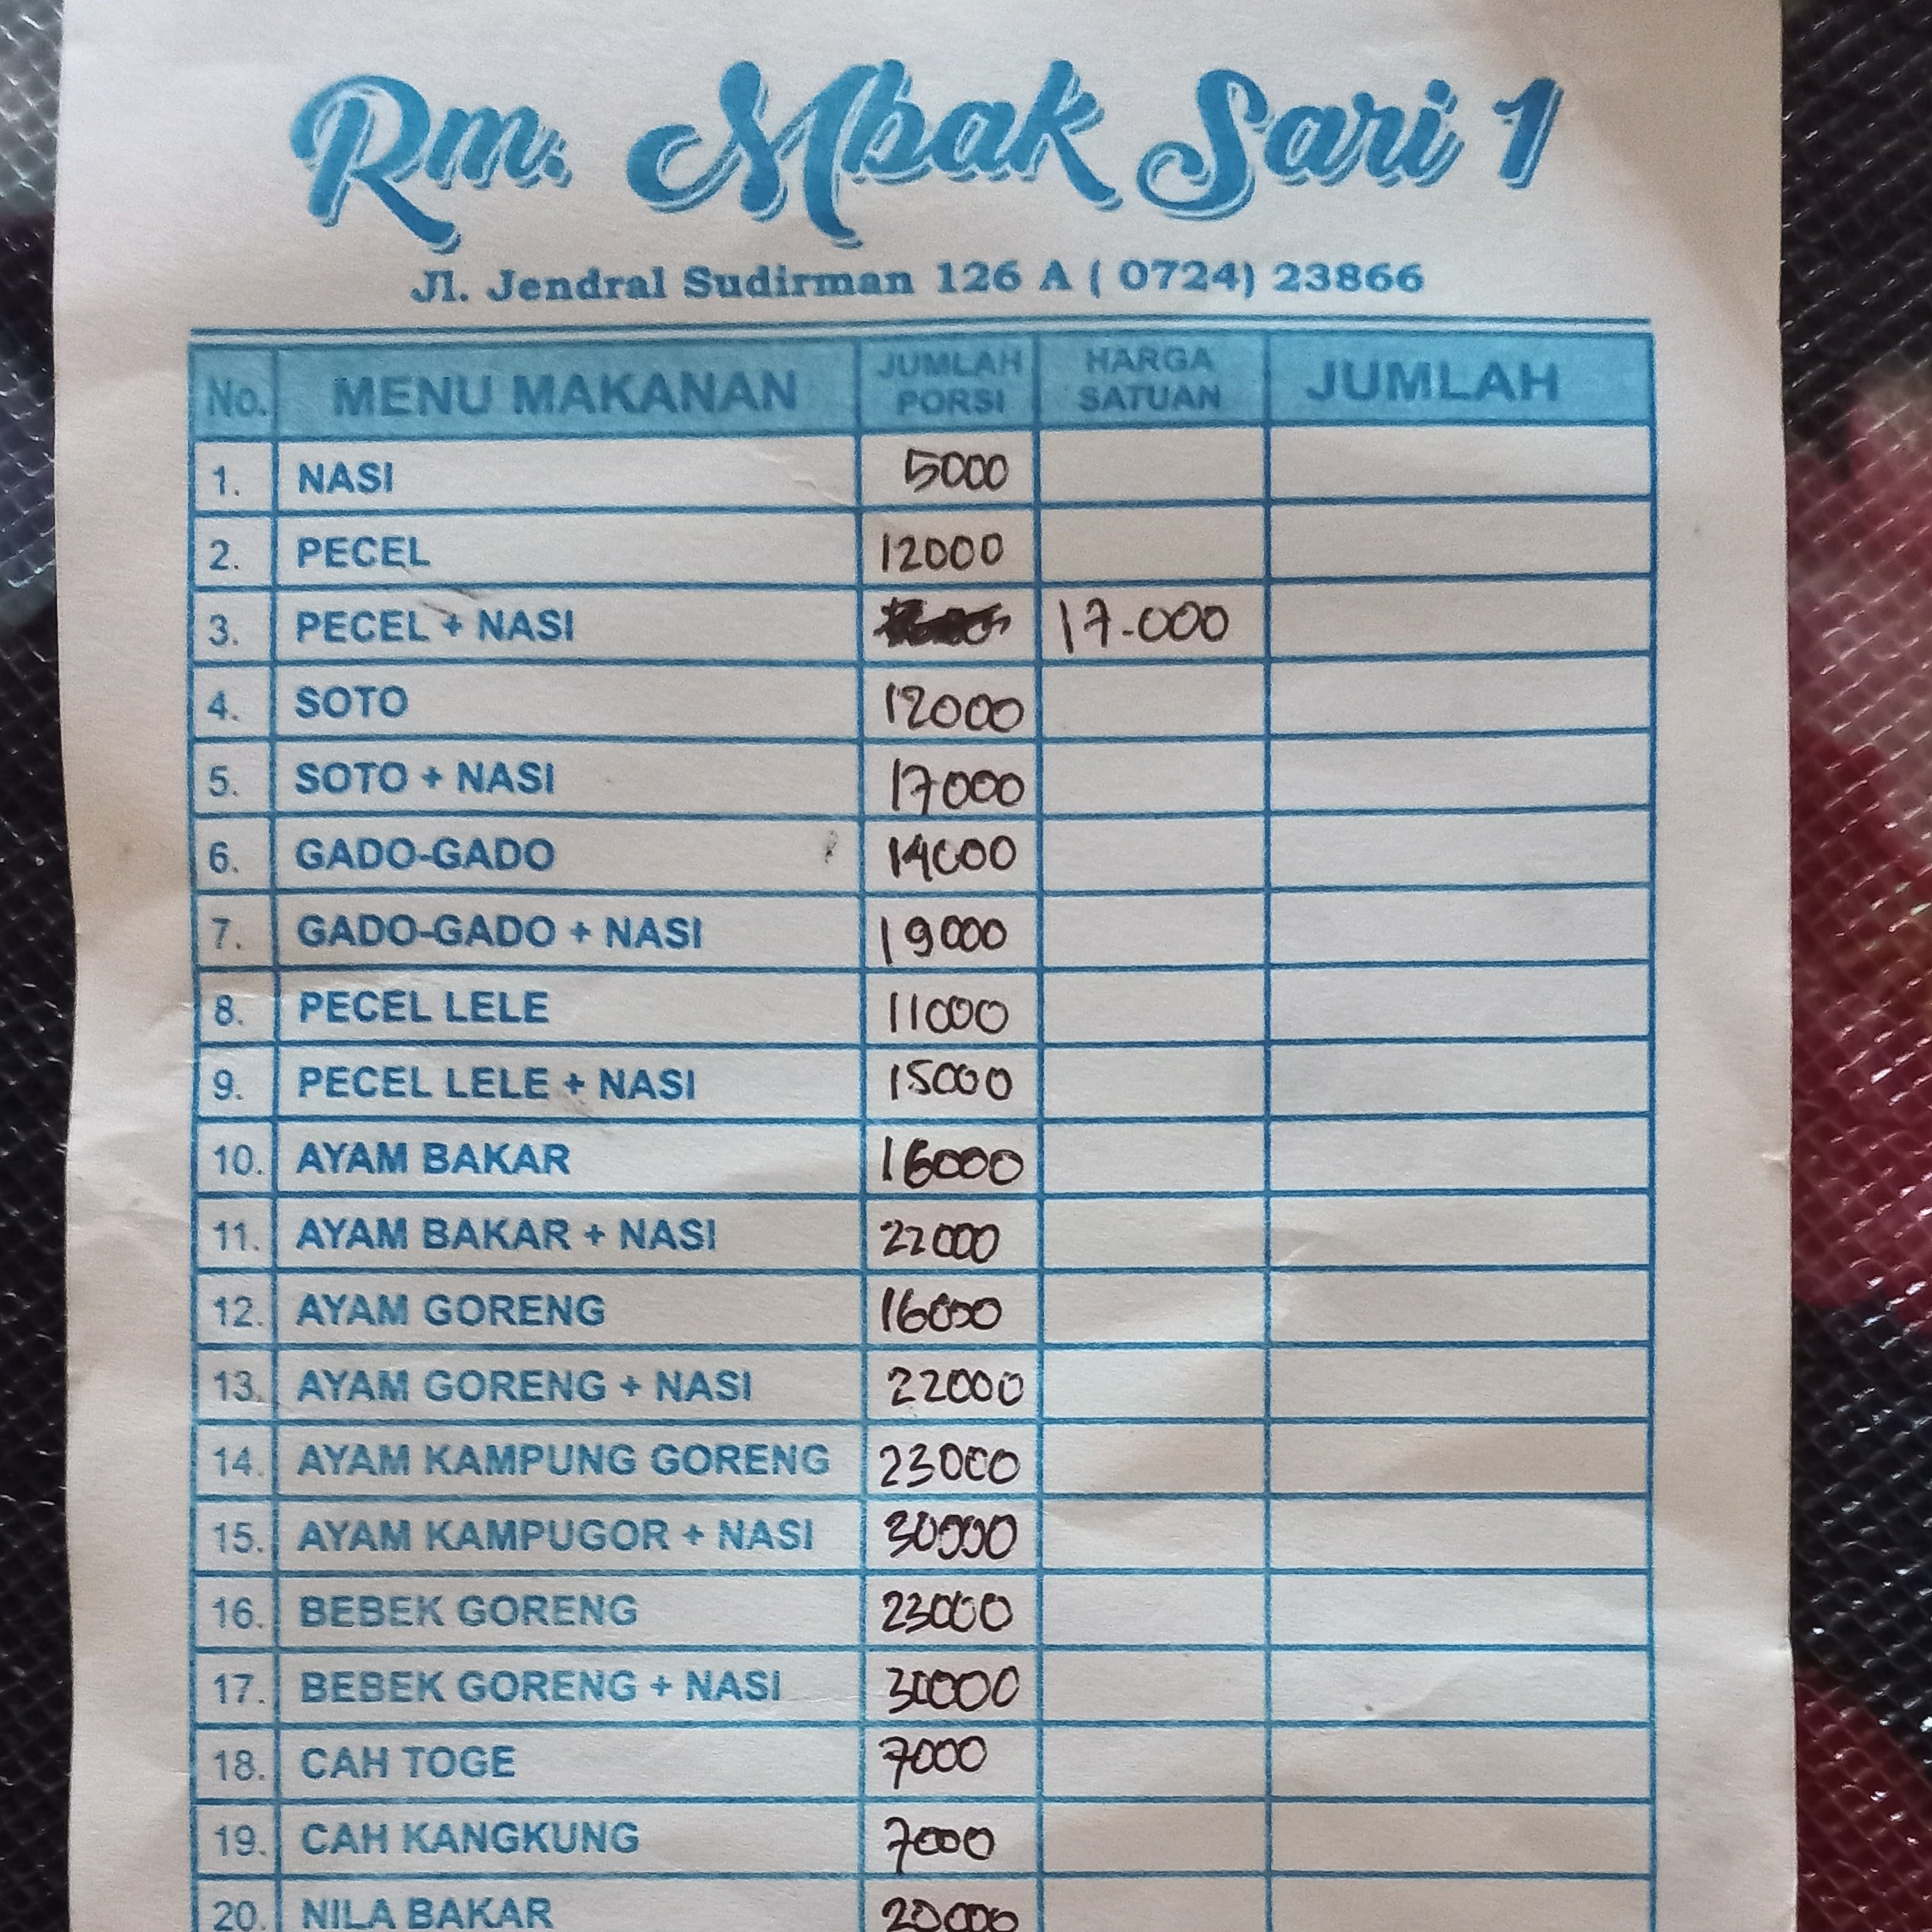 Rm. Mbak Sari 1
Jl. Jendral Sudirman 126 A ( 0724) 23866
No. MENU MAKANAN JUMLAH PORSI HARGA SATUAN JUMLAH
1. NASI 5000
2. PECEL 12000
3. PECEL + NASI 17.000
4. SOTO 12000
5. SOTO + NASI 17000
6. GADO-GADO 14000
7. GADO-GADO + NASI 19000
8. PECEL LELE 11000
9. PECEL LELE + NASI 15000
10. AYAM BAKAR 16000
11. AYAM BAKAR + NASI 22000
12. AYAM GORENG 16000
13. AYAM GORENG + NASI 22000
14. AYAM KAMPUNG GORENG 23000
15. AYAM KAMPUGOR + NASI 30000
16. BEBEK GORENG 23000
17. BEBEK GORENG + NASI 30000
18. CAH TOGE 7000
19. CAH KANGKUNG 7000
20. NILA BAKAR 20000